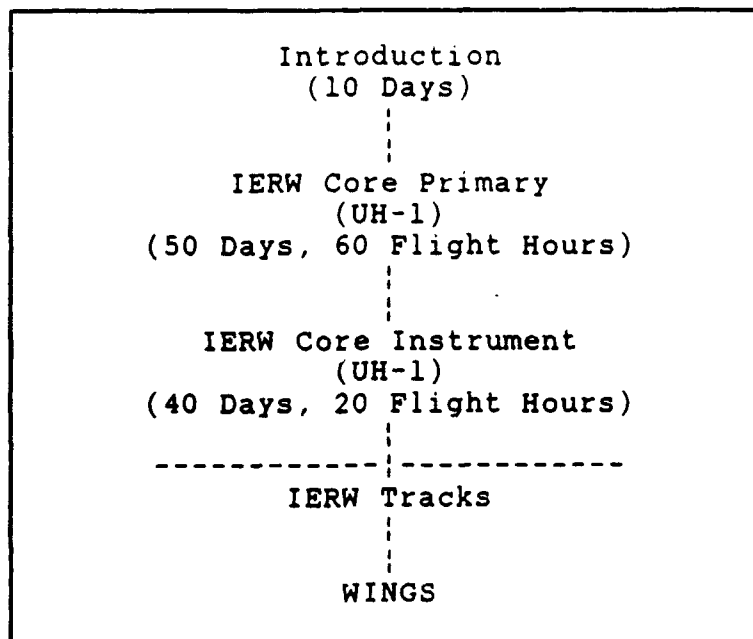 Introduction
(10 Days)
IERW Core Primary
(UH-1)
(50 Days, 60 Flight Hours)
IERW Core Instrument
(UH-1)
(40 Days, 20 Flight Hours)
IERW Tracks
WINGS